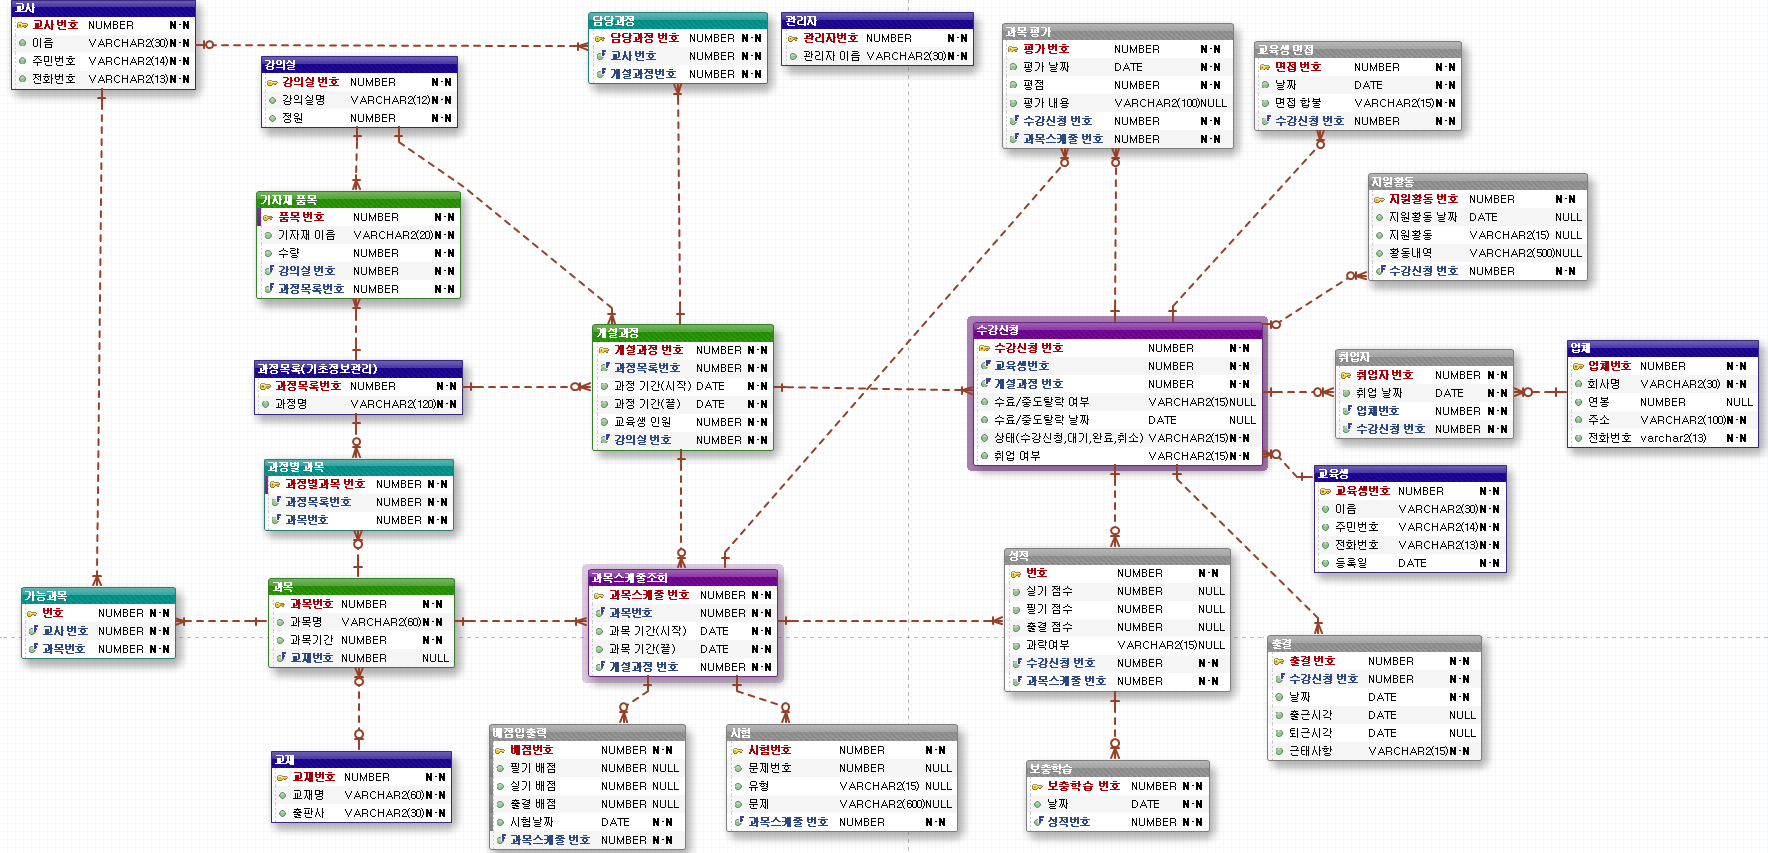 교사
교사 번호 NUMBER N-N
이름 VARCHAR2(30) N-N
주민번호 VARCHAR2(14) N-N
전화번호 VARCHAR2(13) N-N
강의실
강의실 번호 NUMBER N-N
강의실명 VARCHAR2(12) N-N
정원 NUMBER N-N
담당과정
담당과정 번호 NUMBER N-N
교사 번호 NUMBER N-N
개설과정번호 NUMBER N-N
관리자
관리자번호 NUMBER N-N
관리자 이름 VARCHAR2(30) N-N
과목 평가
평가 번호 NUMBER N-N
평가 날짜 DATE N-N
평점 NUMBER N-N
평가 내용 VARCHAR2(100) NULL
수강신청 번호 NUMBER N-N
과목스케줄 번호 NUMBER N-N
교육생 면접
면접 번호 NUMBER N-N
날짜 DATE N-N
면접 합불 VARCHAR2(15) N-N
수강신청 번호 NUMBER N-N
지원활동
지원활동 번호 NUMBER N-N
지원활동 날짜 DATE NULL
지원활동 VARCHAR2(15) NULL
활동내역 VARCHAR2(500) NULL
수강신청 번호 NUMBER N-N
기자재 품목
품목 번호 NUMBER N-N
기자재 이름 VARCHAR2(20) N-N
수량 NUMBER N-N
강의실 번호 NUMBER N-N
과정목록번호 NUMBER N-N
과정목록(기초정보관리)
과정목록번호 NUMBER N-N
과정명 VARCHAR2(120) N-N
개설과정
개설과정 번호 NUMBER N-N
과정목록번호 NUMBER N-N
과정 기간(시작) DATE N-N
과정 기간(끝) DATE N-N
교육생 인원 NUMBER N-N
강의실 번호 NUMBER N-N
수강신청
수강신청 번호 NUMBER N-N
교육생번호 NUMBER N-N
개설과정 번호 NUMBER N-N
수료/중도탈락 여부 VARCHAR2(15) NULL
수료/중도탈락 날짜 DATE NULL
상태(수강신청,대기,완료,취소) VARCHAR2(15) N-N
취업 여부 VARCHAR2(15) N-N
취업자
취업자 번호 NUMBER N-N
취업 날짜 DATE N-N
업체번호 NUMBER N-N
수강신청 번호 NUMBER N-N
업체
업체번호 NUMBER N-N
회사명 VARCHAR2(30) N-N
연봉 NUMBER NULL
주소 VARCHAR2(100) N-N
전화번호 varchar2(13) N-N
교육생
교육생번호 NUMBER N-N
이름 VARCHAR2(30) N-N
주민번호 VARCHAR2(14) N-N
전화번호 VARCHAR2(13) N-N
등록일 DATE N-N
과정별 과목
과정별과목 번호 NUMBER N-N
과정목록번호 NUMBER N-N
과목번호 NUMBER N-N
가능과목
번호 NUMBER N-N
교사 번호 NUMBER N-N
과목번호 NUMBER N-N
과목
과목번호 NUMBER N-N
과목명 VARCHAR2(60) N-N
과목기간 NUMBER N-N
교재번호 NUMBER NULL
과목스케줄조회
과목스케줄 번호 NUMBER N-N
과목번호 NUMBER N-N
과목 기간(시작) DATE N-N
과목 기간(끝) DATE N-N
개설과정 번호 NUMBER N-N
성적
번호 NUMBER N-N
실기 점수 NUMBER NULL
필기 점수 NUMBER NULL
출결 점수 NUMBER NULL
과락여부 VARCHAR2(15) NULL
수강신청 번호 NUMBER N-N
과목스케줄 번호 NUMBER N-N
출결
출결 번호 NUMBER N-N
수강신청 번호 NUMBER N-N
날짜 DATE N-N
출근시각 DATE NULL
퇴근시각 DATE NULL
근태사항 VARCHAR2(15) N-N
교재
교재번호 NUMBER N-N
교재명 VARCHAR2(60) N-N
출판사 VARCHAR2(30) N-N
배점입출력
배점번호 NUMBER N-N
필기 배점 NUMBER NULL
실기 배점 NUMBER NULL
출결 배점 NUMBER NULL
시험날짜 DATE N-N
과목스케줄 번호 NUMBER N-N
시험
시험번호 NUMBER N-N
문제번호 NUMBER NULL
유형 VARCHAR2(15) NULL
문제 VARCHAR2(600) NULL
과목스케줄 번호 NUMBER N-N
보충학습
보충학습 번호 NUMBER N-N
날짜 DATE N-N
성적번호 NUMBER N-N